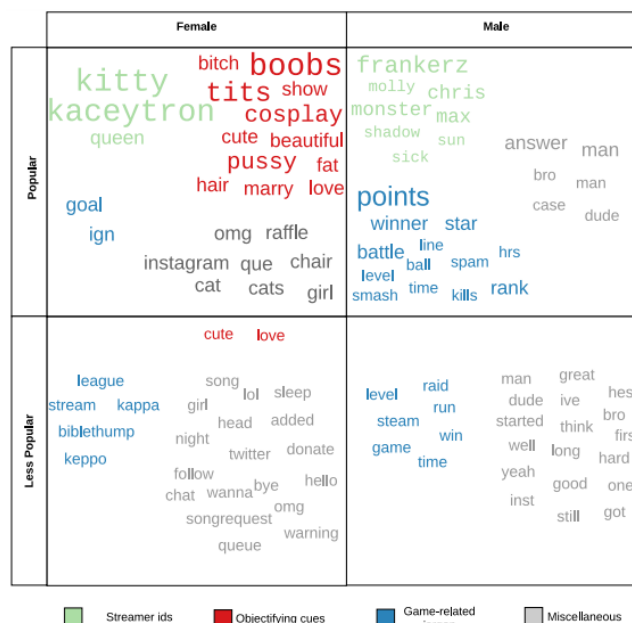 Female
Male
Popular
kitty
kaceytron
queen
bitch boobs
tits show
cosplay
cute beautiful
pussy fat
hair marry love
goal
ign
omg raffle
instagram que chair
cat cats girl
frankerz
molly chris
monster max
shadow sun
sick
answer man
bro man
case dude
points
winner star
battle line
ball spam hrs
level
smash time kills rank
Less Popular
cute love
league
stream kappa
biblethump
keppo
song
lol sleep
girl
head added
night
twitter donate
follow
chat wanna bye hello
omg
songrequest
queue warning
level raid
run
steam
win
game
time
man great
dude ive hes
bro
started think
firs
well long hard
yeah
good one
inst
still got
Streamer ids
Objectifying cues
Game-related
Miscellaneous